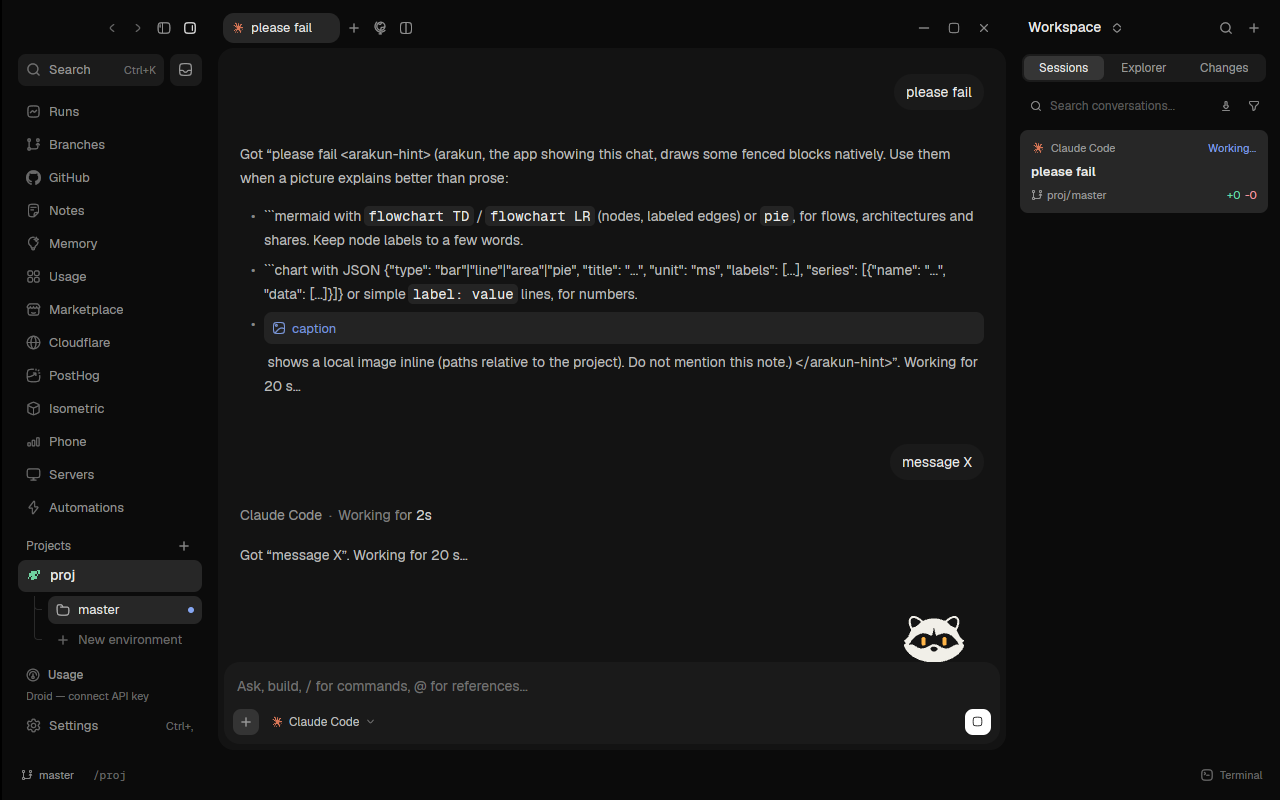 please fail
Workspace
Search
Ctrl+K
Sessions
Explorer
Changes
Runs
Branches
GitHub
Notes
Memory
Usage
Marketplace
Cloudflare
PostHog
Isometric
Phone
Servers
Automations
Projects
proj
master
New environment
Usage
Droid — connect API key
Settings
Ctrl+,
please fail
Got “please fail <arakun-hint> (arakun, the app showing this chat, draws some fenced blocks natively. Use them
when a picture explains better than prose:
• ```mermaid with flowchart TD / flowchart LR (nodes, labeled edges) or pie, for flows, architectures and
shares. Keep node labels to a few words.
• ```chart with JSON {"type": "bar"|"line"|"area"|"pie", "title": "…", "unit": "ms", "labels": […], "series": [{"name": "…",
"data": […]}]} or simple label: value lines, for numbers.
• caption
shows a local image inline (paths relative to the project). Do not mention this note.) </arakun-hint>”. Working for
20 s…
message X
Claude Code · Working for 2s
Got “message X”. Working for 20 s…
Ask, build, / for commands, @ for references…
Claude Code
Search conversations…
Claude Code
Working…
please fail
proj/master
+0 -0
master
/proj
Terminal